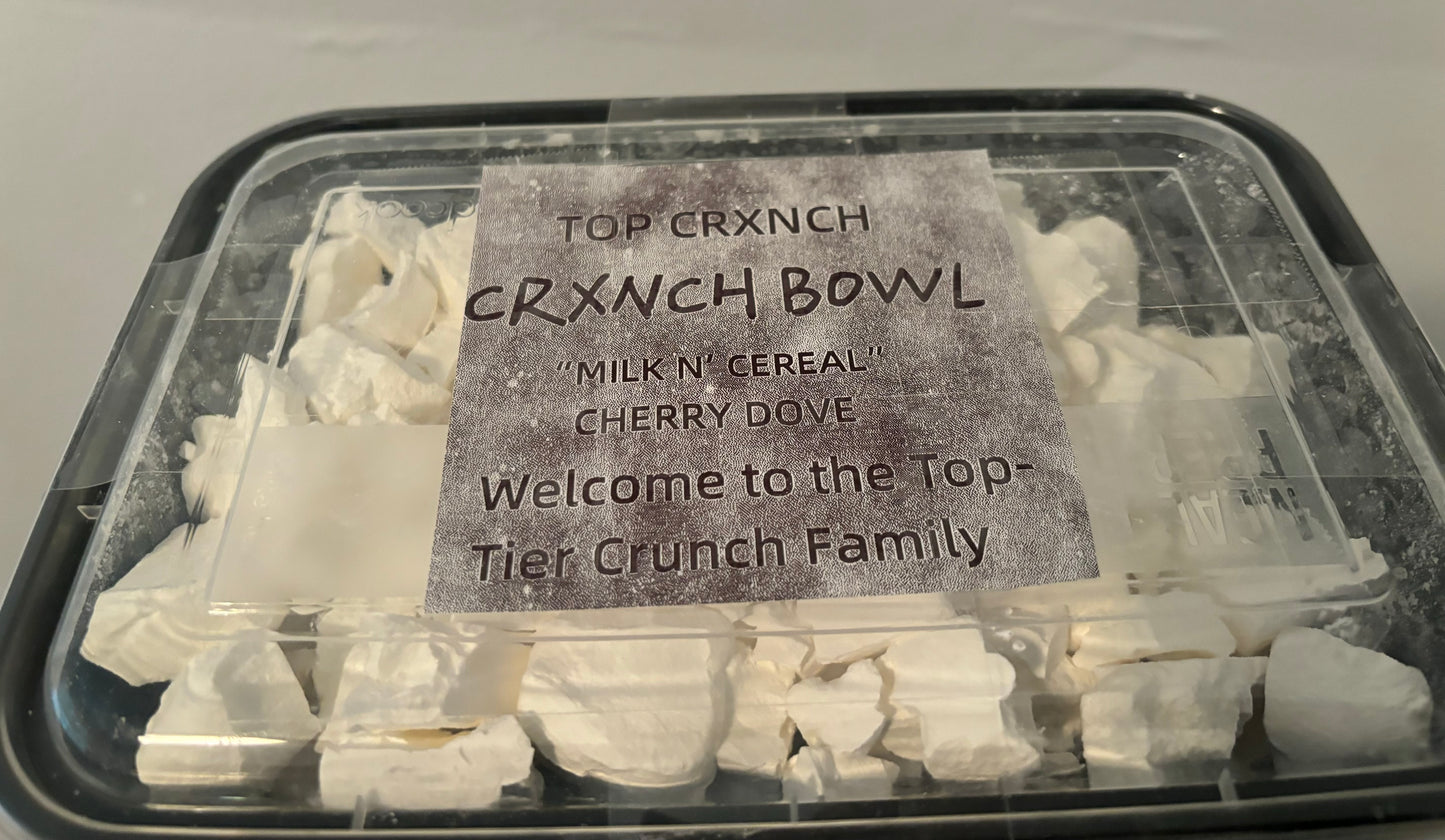 TOP CRXNCH
CRXNCH BOWL
“MILK N’ CEREAL”
CHERRY DOVE
Welcome to the Top-
Tier Crunch Family